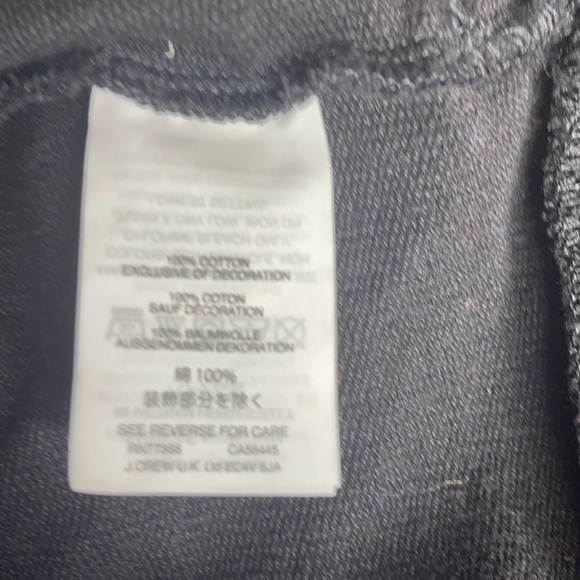 100% COTTON
EXCLUSIVE OF DECORATION
100% COTON
SAUF DÉCORATION
100% BAUMWOLLE
AUSSENOMMEN DEKORATION
綿 100%
装飾部分を除く
SEE REVERSE FOR CARE
RN77388 CA56445
J.CREW U.K. Ltd EC4V 6JA